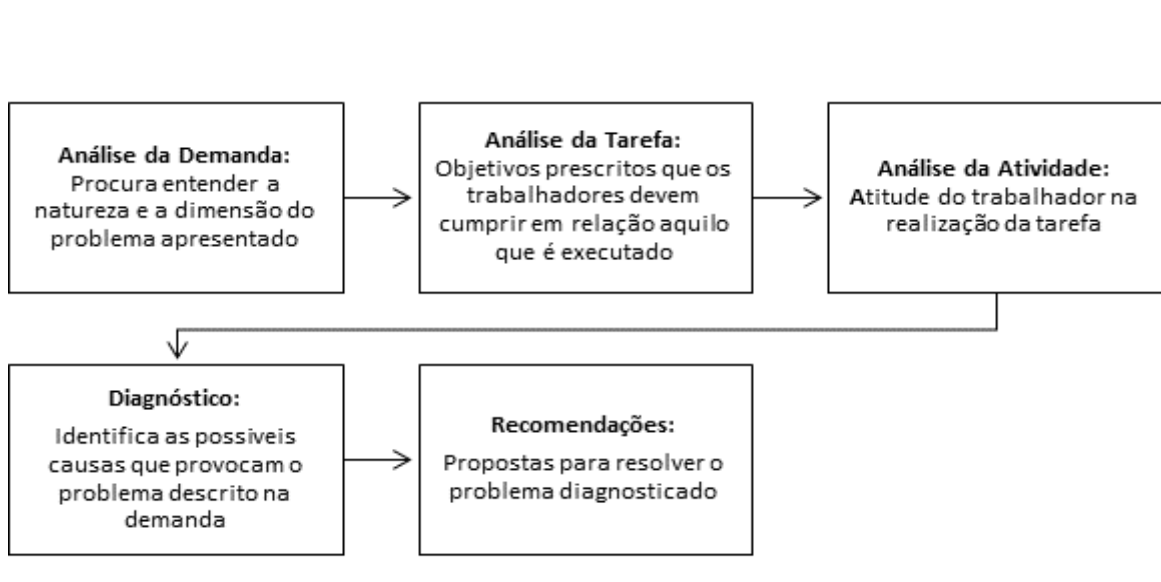 Análise da Demanda:
Procura entender a
natureza e a dimensão do
problema apresentado
Análise da Tarefa:
Objetivos prescritos que os
trabalhadores devem
cumprir em relação aquilo
que é executado
Análise da Atividade:
Atitude do trabalhador na
realização da tarefa
Diagnóstico:
Identifica as possiveis
causas que provocam o
problema descrito na
demanda
Recomendações:
Propostas para resolver o
problema diagnosticado